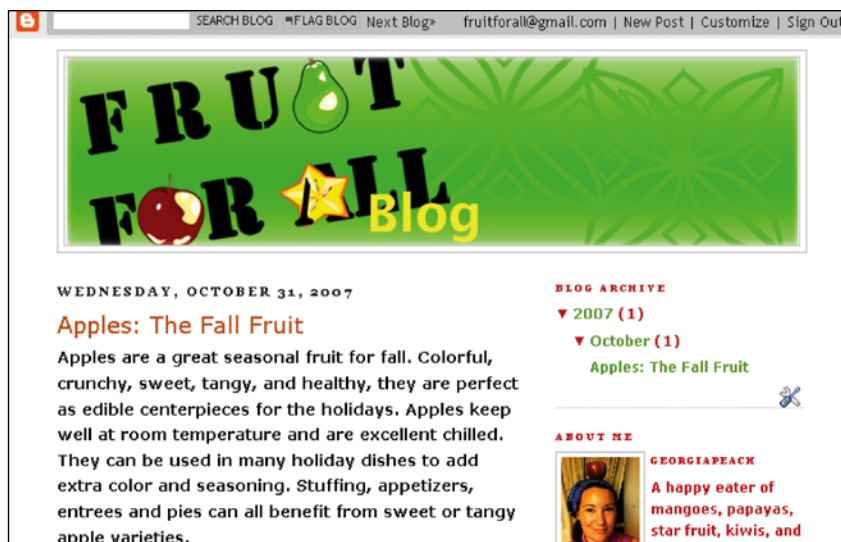 SEARCH BLOG FLAG BLOG Next Blog» fruitforall@gmail.com | New Post | Customize | Sign Out
FRUIT
FOR ALL
Blog
WEDNESDAY, OCTOBER 31, 2007
Apples: The Fall Fruit
Apples are a great seasonal fruit for fall. Colorful,
crunchy, sweet, tangy, and healthy, they are perfect
as edible centerpieces for the holidays. Apples keep
well at room temperature and are excellent chilled.
They can be used in many holiday dishes to add
extra color and seasoning. Stuffing, appetizers,
entrees and pies can all benefit from sweet or tangy
apple varieties.
BLOG ARCHIVE
▼ 2007 (1)
▼ October (1)
Apples: The Fall Fruit
ABOUT ME
GEORGIAPEACH
A happy eater of
mangoes, papayas,
star fruit, kiwis, and